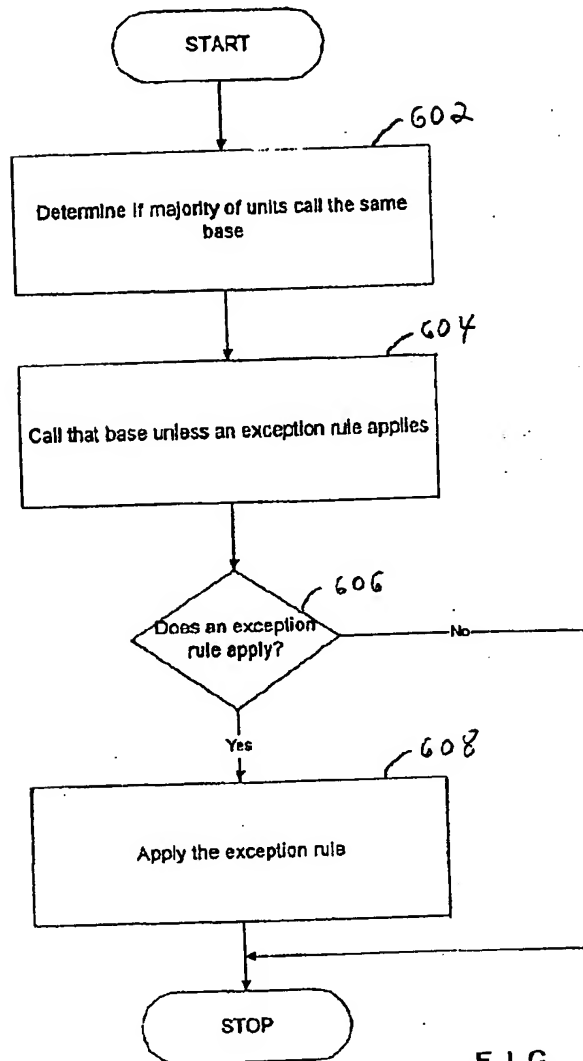 START
602
Determine if majority of units call the same
base
604
Call that base unless an exception rule applies
606
Does an exception
rule apply?
No
Yes
608
Apply the exception rule
STOP
FIG